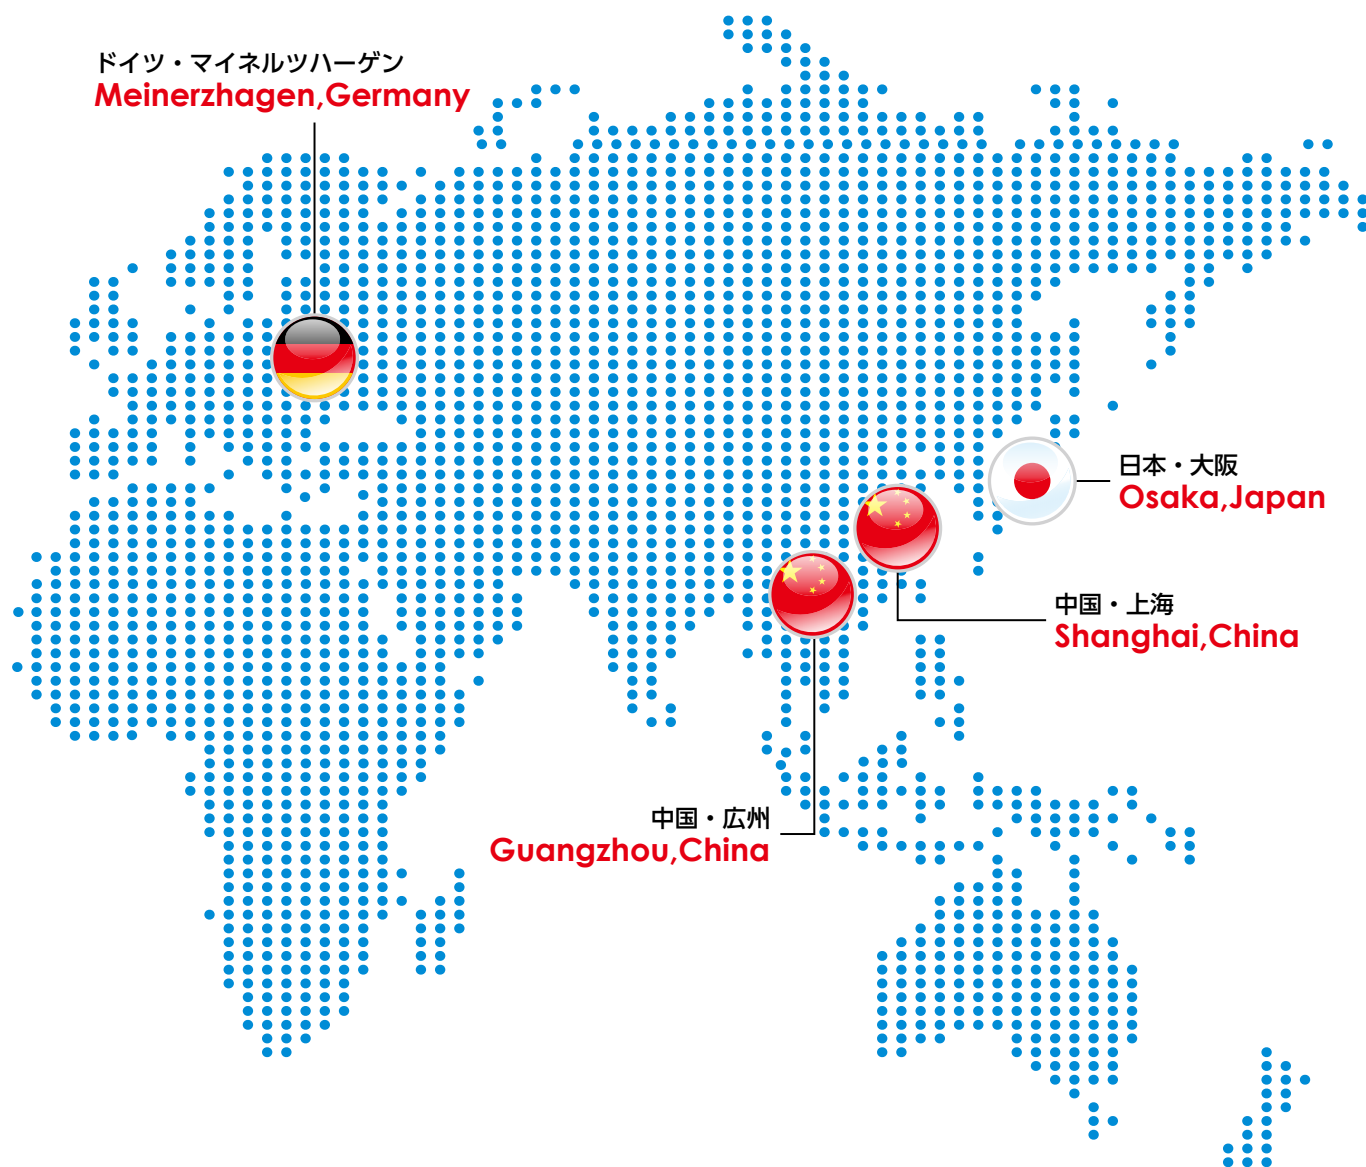 ドイツ・マイネルツハーゲン
Meinerzhagen,Germany
日本・大阪
Osaka,Japan
中国・上海
Shanghai,China
中国・広州
Guangzhou,China